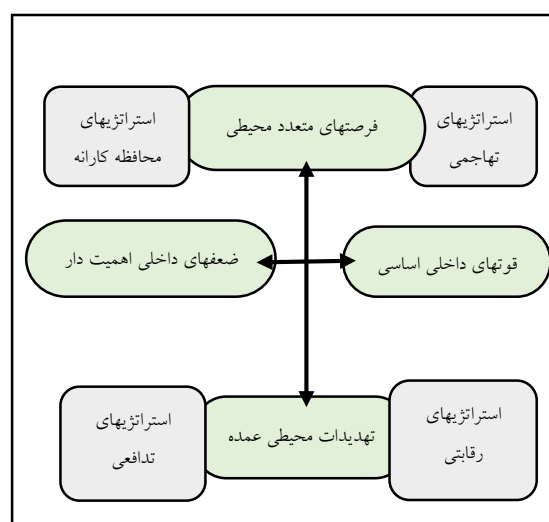 استراتژیهای
تهاجمی
فرصتهای متعدد محیطی
استراتژیهای
محافظه کارانه
قوتهای داخلی اساسی
ضعفهای داخلی اهمیت دار
استراتژیهای
رقابتی
تهدیدات محیطی عمده
استراتژیهای
تدافعی